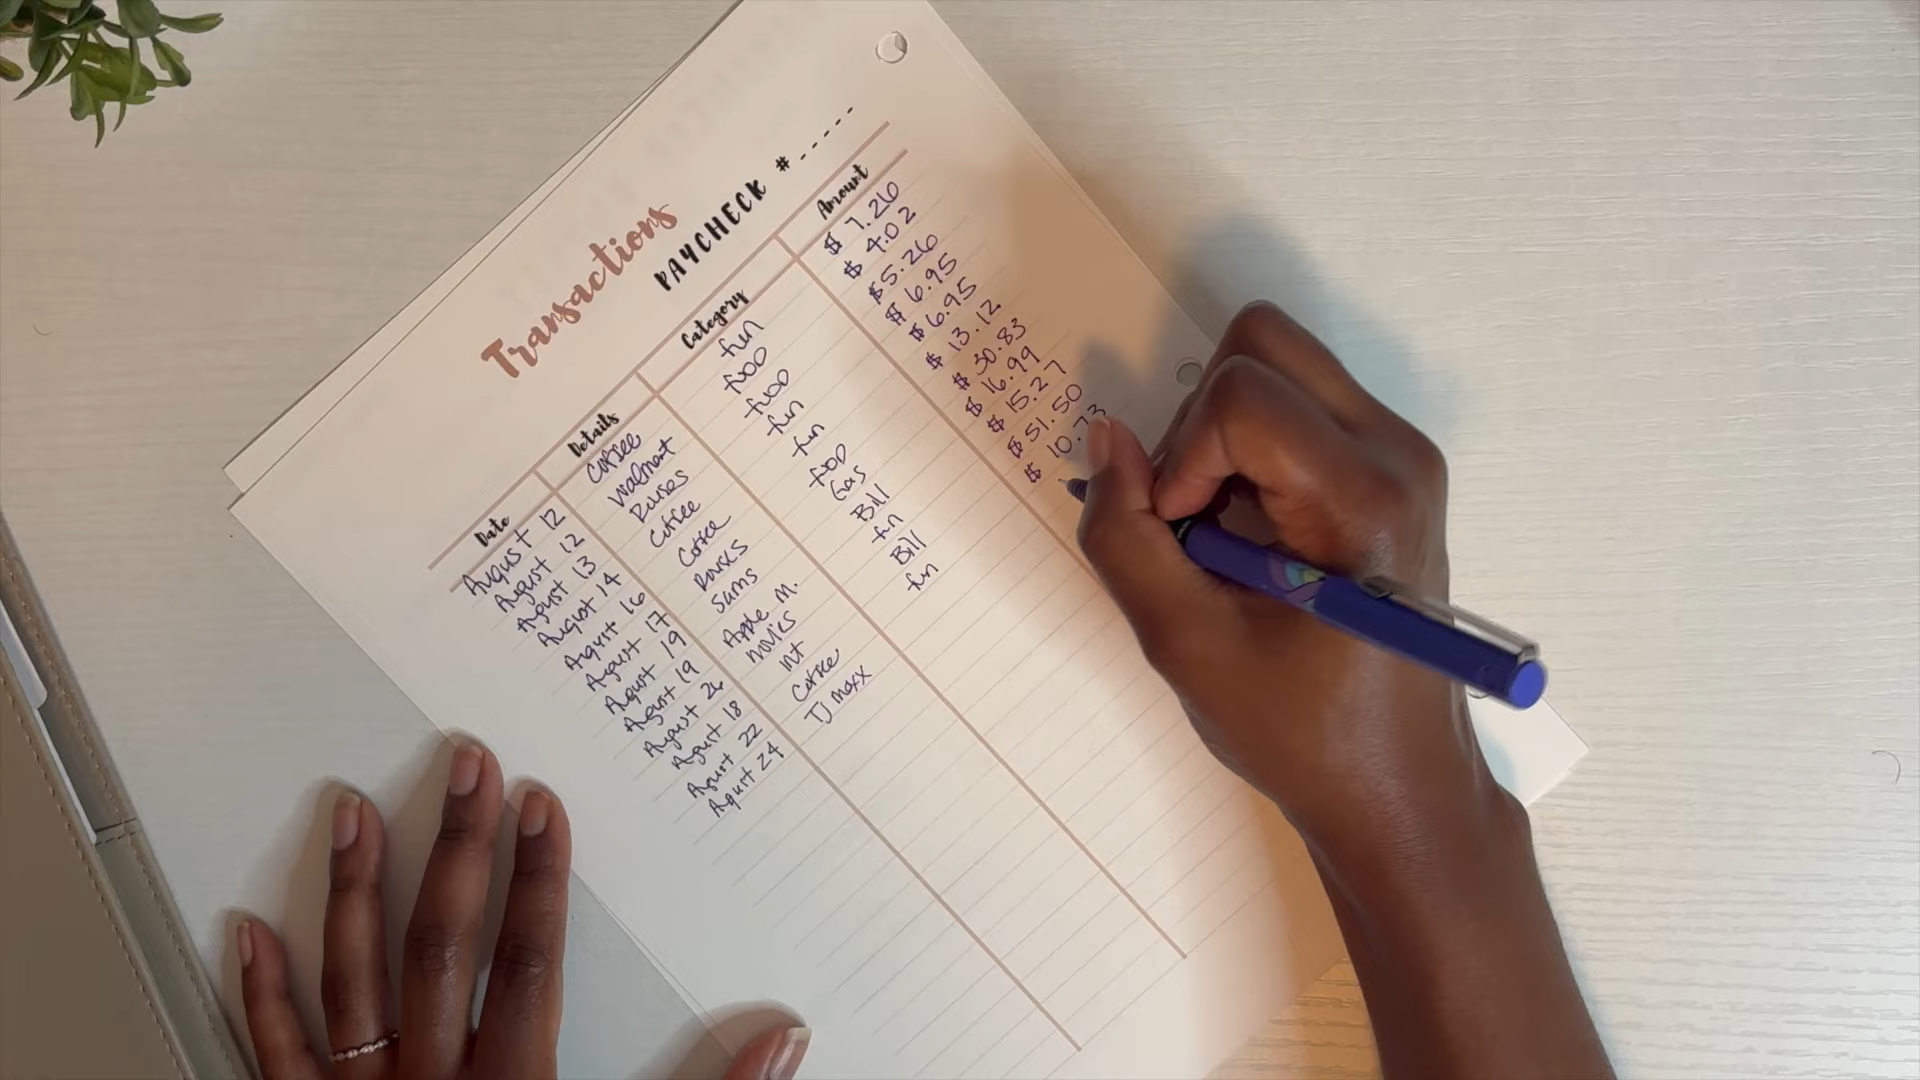 Transactions
PAYCHECK # ------
Date Details Category Amount
August 12 Coffee fun $ 7.26
August 12 Walmart food $ 4.02
August 13 Rouses food $5.26
August 14 Coffee fun $ 6.95
August 16 Coffee fun $ 6.95
August 17 Rouses food $ 13.12
August 19 Sams Gas $ 30.83
August 19 Apple M. Bill $ 16.99
August 26 Movies fun $ 15.27
August 18 Int Bill $ 51.50
August 22 Coffee fun $ 10.73
August 24 TJ maxx